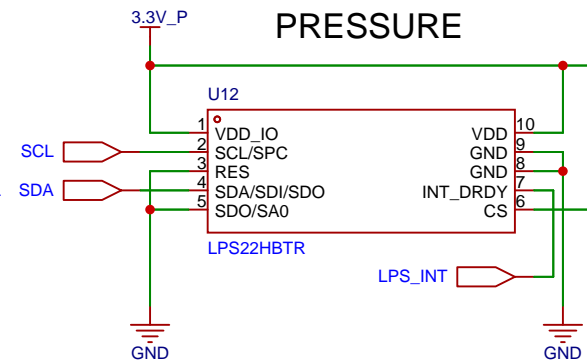 3.3V_P
PRESSURE
U12
1 VDD_IO VDD 10
SCL 2 SCL/SPC GND 9
3 RES GND 8
SDA 4 SDA/SDI/SDO INT_DRDY 7
5 SDO/SA0 CS 6
LPS22HBTR
LPS_INT
GND GND